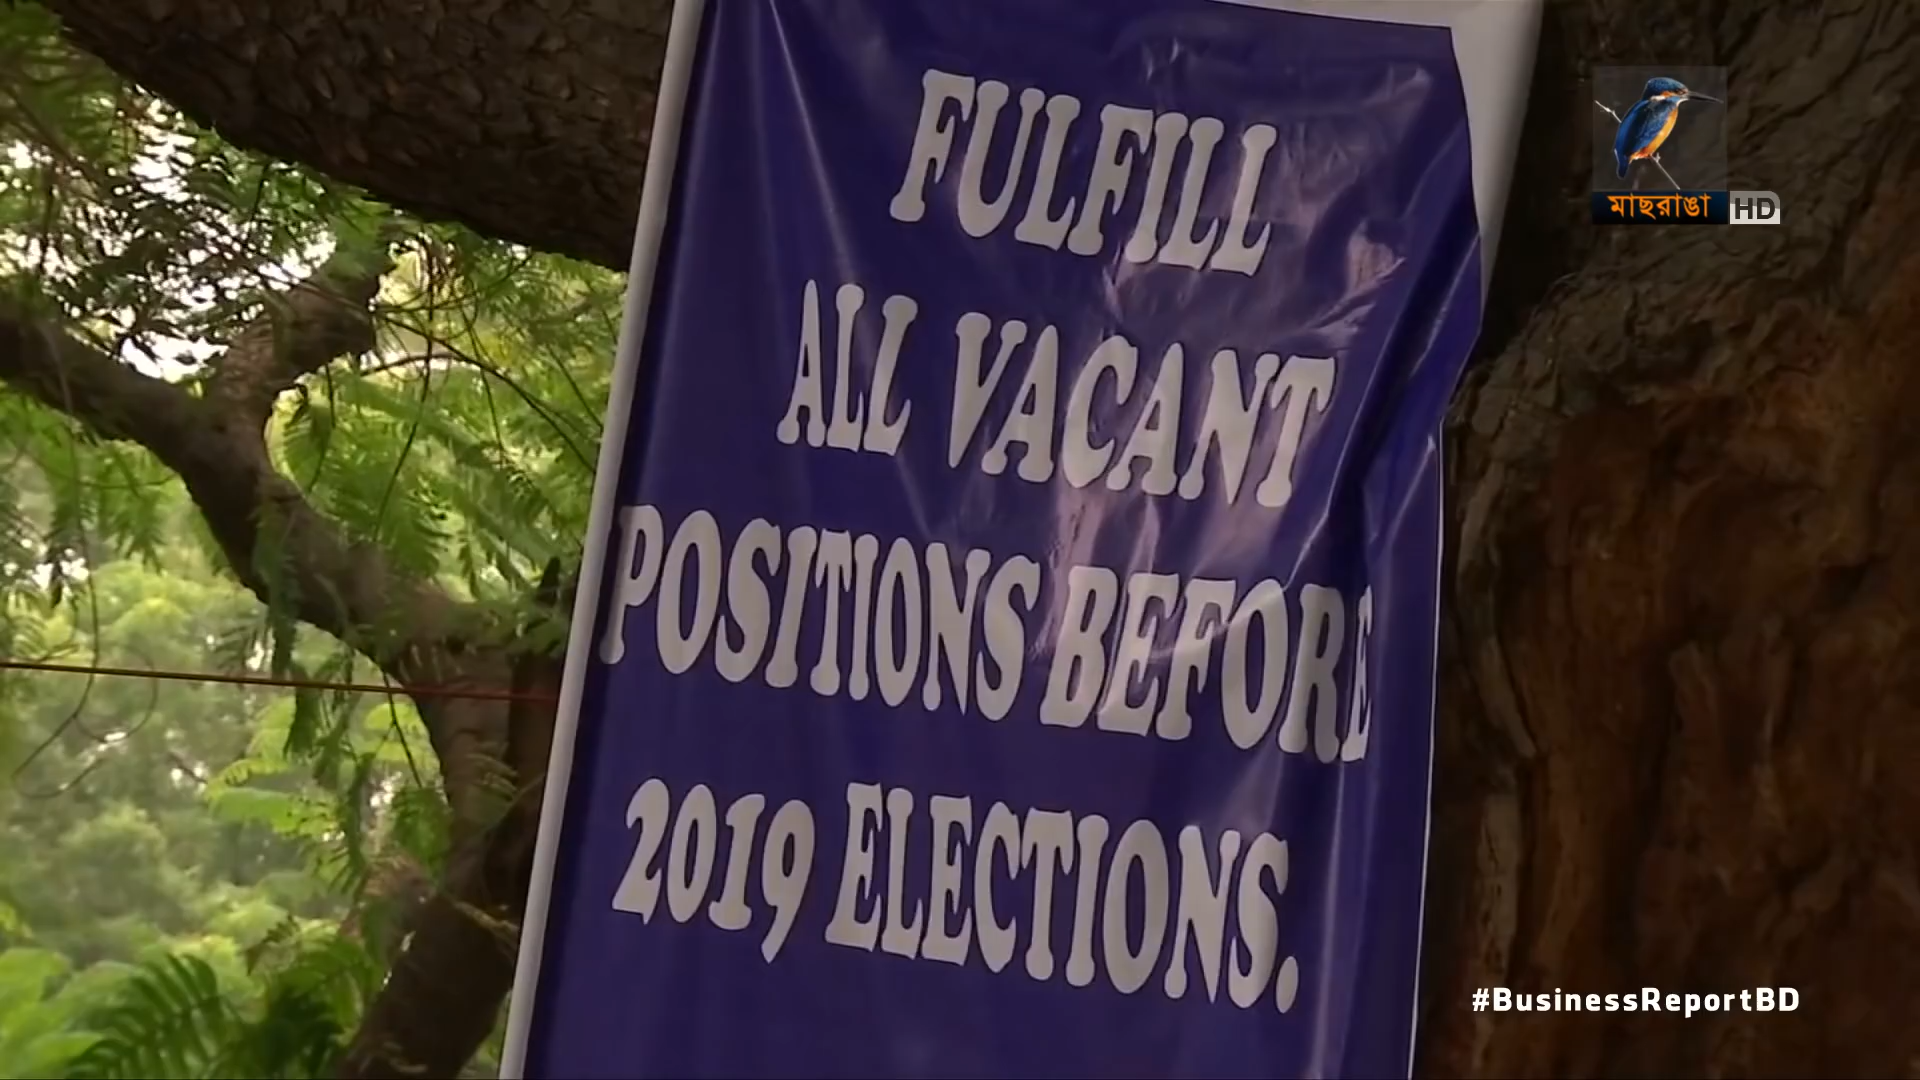 FULFILL
ALL VACANT
POSITIONS BEFORE
2019 ELECTIONS.
মাছরাঙা HD
#BusinessReportBD